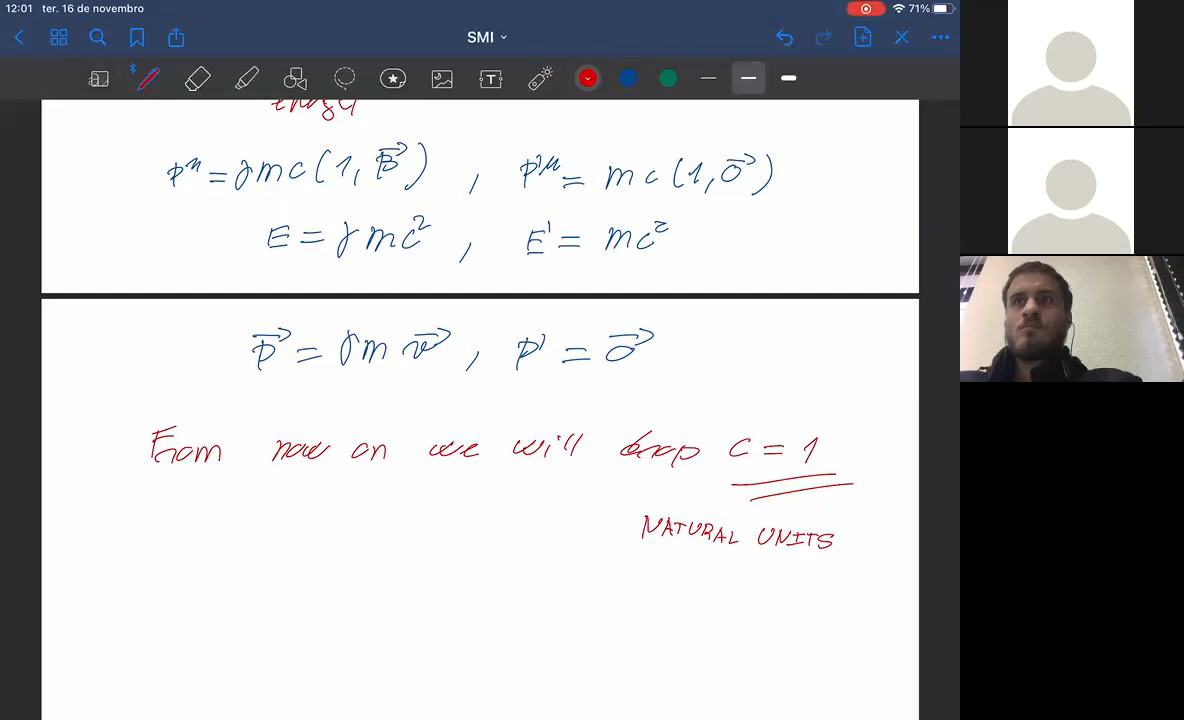 12:01 ter. 16 de novembro 71%
SMI
T
energy
p^μ = γmc(1, β⃗), p'^μ = mc(1, 0⃗)
E = γmc², E' = mc²
p⃗ = γm v⃗, p' = 0⃗
From now on we will drop c = 1
NATURAL UNITS